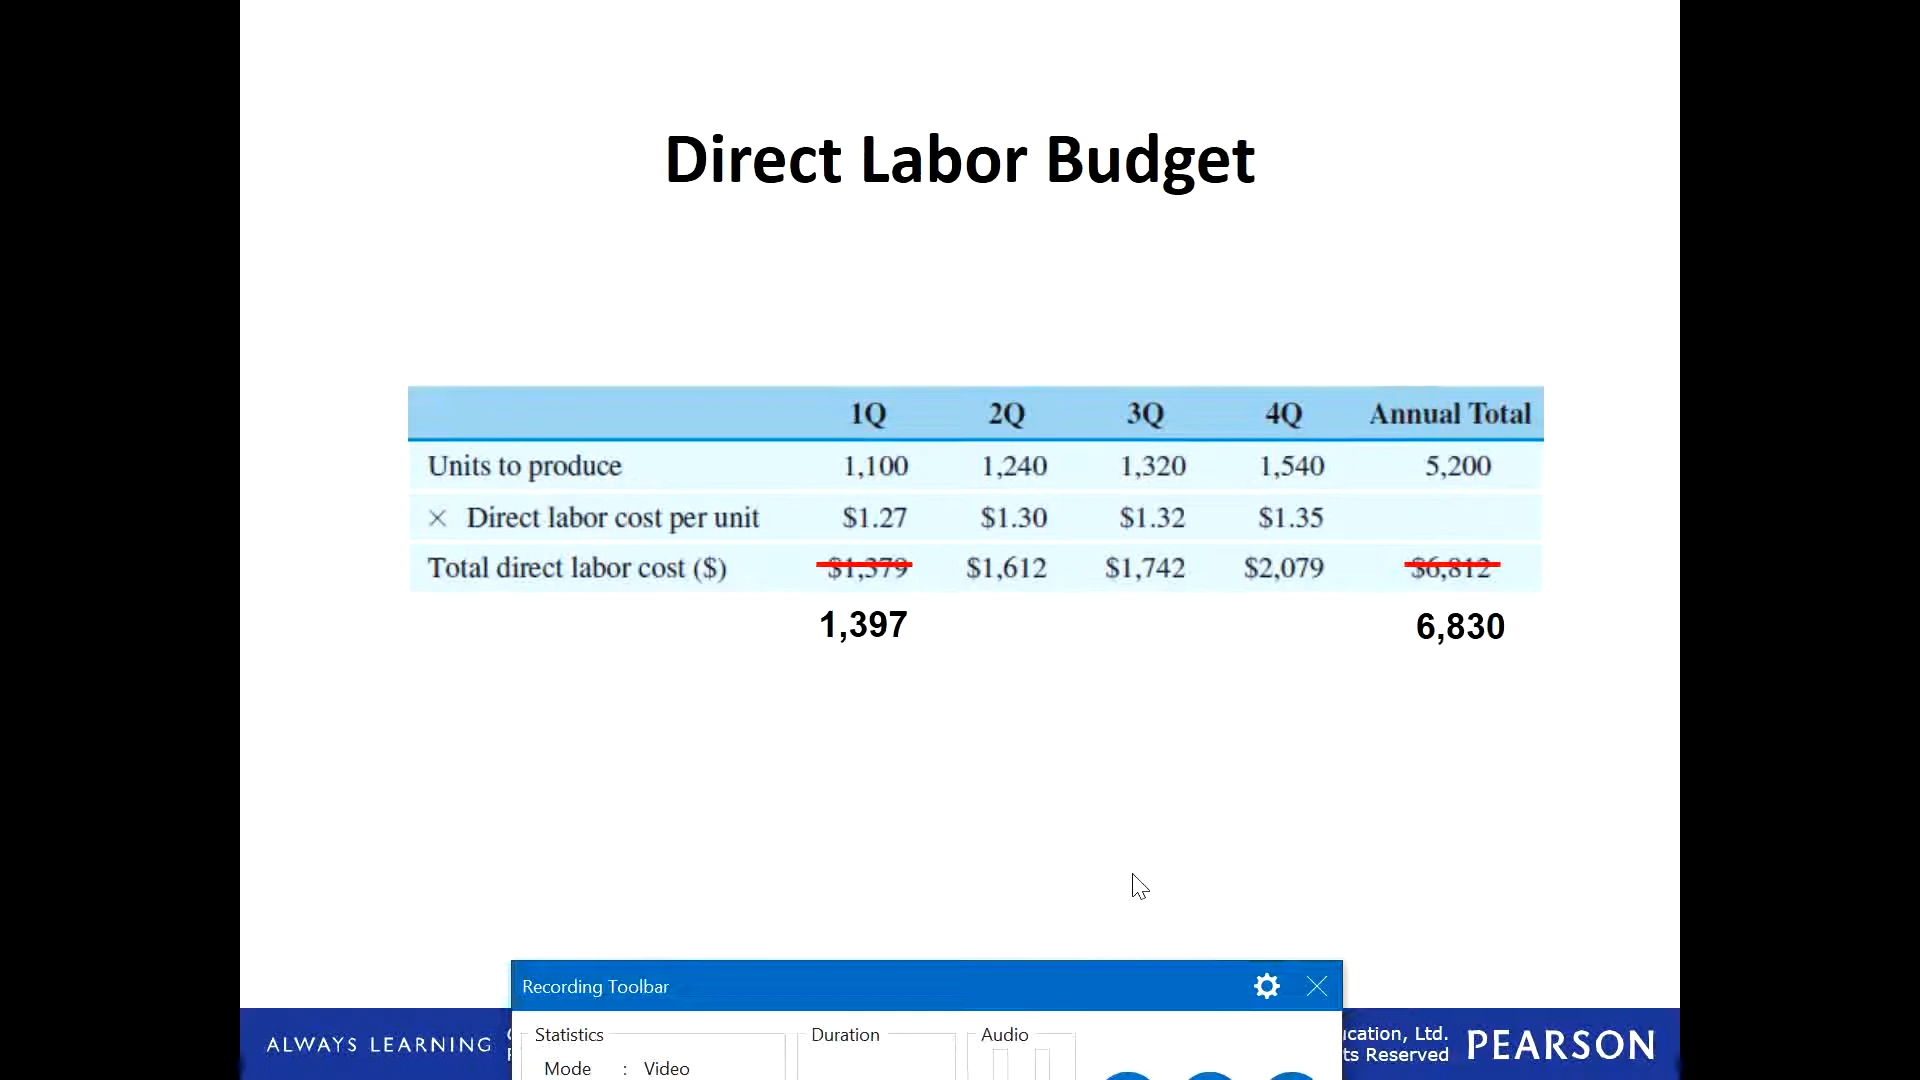 Direct Labor Budget
1Q 2Q 3Q 4Q Annual Total
Units to produce 1,100 1,240 1,320 1,540 5,200
× Direct labor cost per unit $1.27 $1.30 $1.32 $1.35
Total direct labor cost ($) $1,379 $1,612 $1,742 $2,079 $6,812
1,397 6,830
Recording Toolbar
Statistics Duration Audio
Mode : Video
ALWAYS LEARNING
Ltd.
Reserved
PEARSON